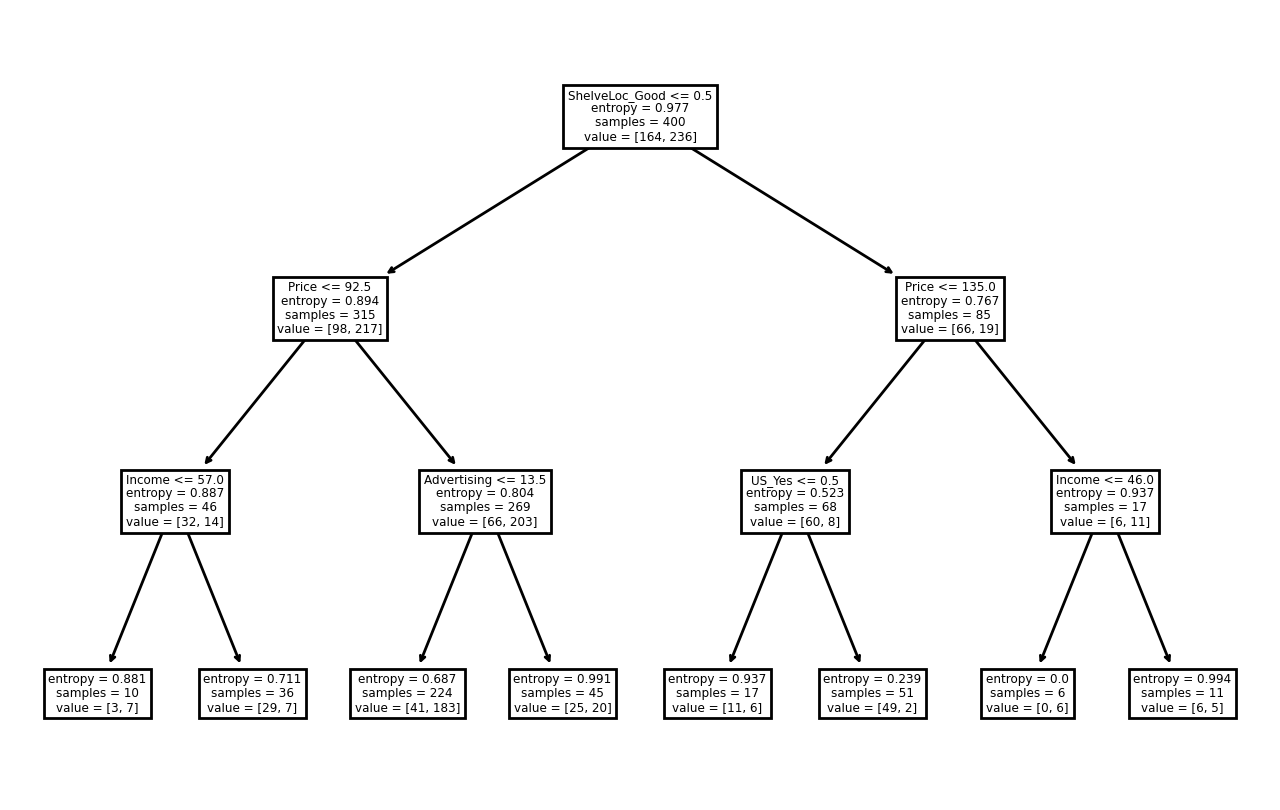 ShelveLoc_Good <= 0.5
entropy = 0.977
samples = 400
value = [164, 236]
Price <= 92.5
entropy = 0.894
samples = 315
value = [98, 217]
Price <= 135.0
entropy = 0.767
samples = 85
value = [66, 19]
Income <= 57.0
entropy = 0.887
samples = 46
value = [32, 14]
Advertising <= 13.5
entropy = 0.804
samples = 269
value = [66, 203]
US_Yes <= 0.5
entropy = 0.523
samples = 68
value = [60, 8]
Income <= 46.0
entropy = 0.937
samples = 17
value = [6, 11]
entropy = 0.881
samples = 10
value = [3, 7]
entropy = 0.711
samples = 36
value = [29, 7]
entropy = 0.687
samples = 224
value = [41, 183]
entropy = 0.991
samples = 45
value = [25, 20]
entropy = 0.937
samples = 17
value = [11, 6]
entropy = 0.239
samples = 51
value = [49, 2]
entropy = 0.0
samples = 6
value = [0, 6]
entropy = 0.994
samples = 11
value = [6, 5]